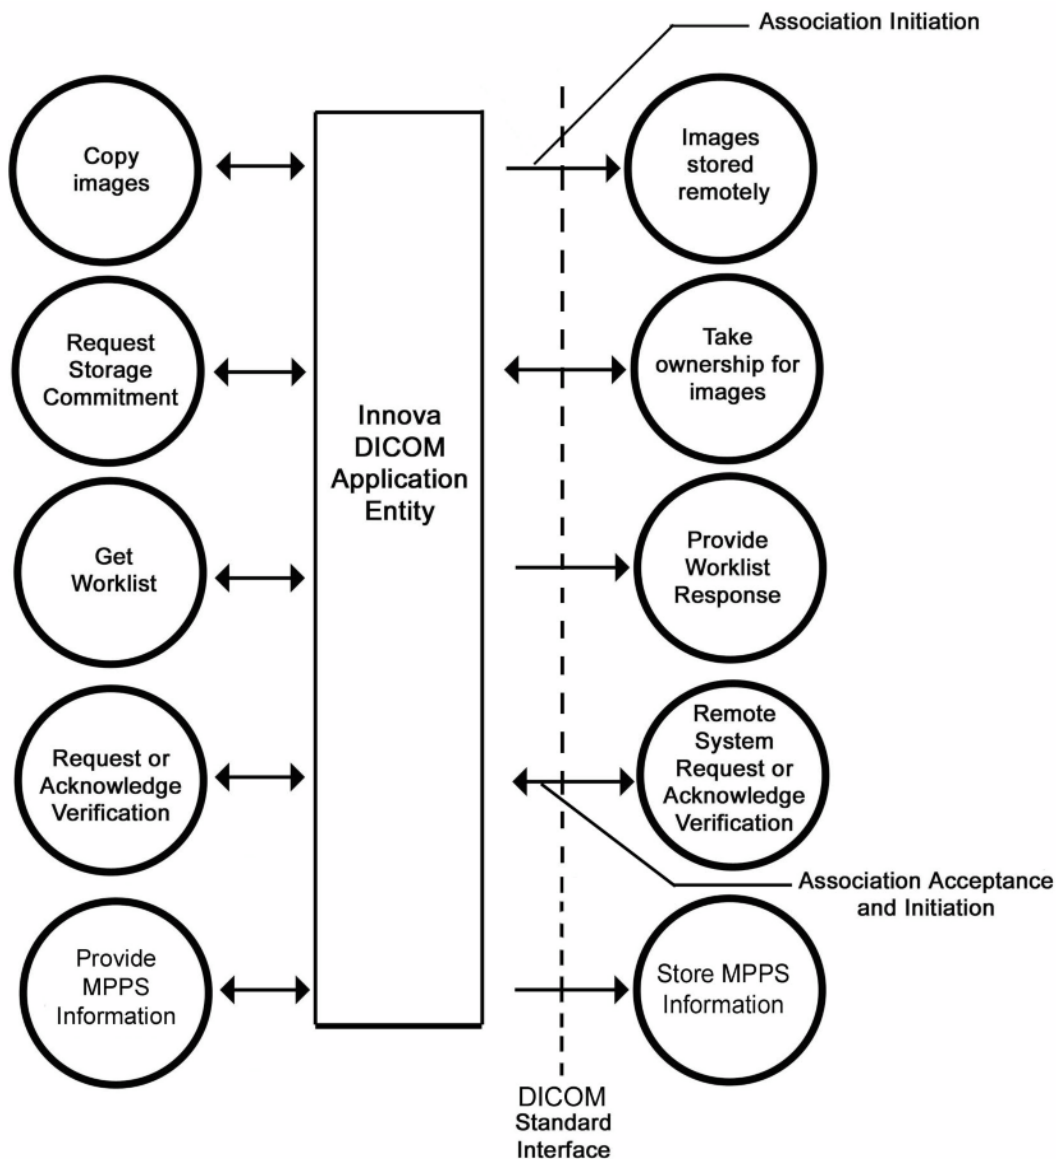 Association Initiation
Copy
images
Images
stored
remotely
Request
Storage
Commitment
Take
ownership for
images
Innova
DICOM
Application
Entity
Get
Worklist
Provide
Worklist
Response
Request or
Acknowledge
Verification
Remote
System
Request or
Acknowledge
Verification
Association Acceptance
and Initiation
Provide
MPPS
Information
Store MPPS
Information
DICOM
Standard
Interface